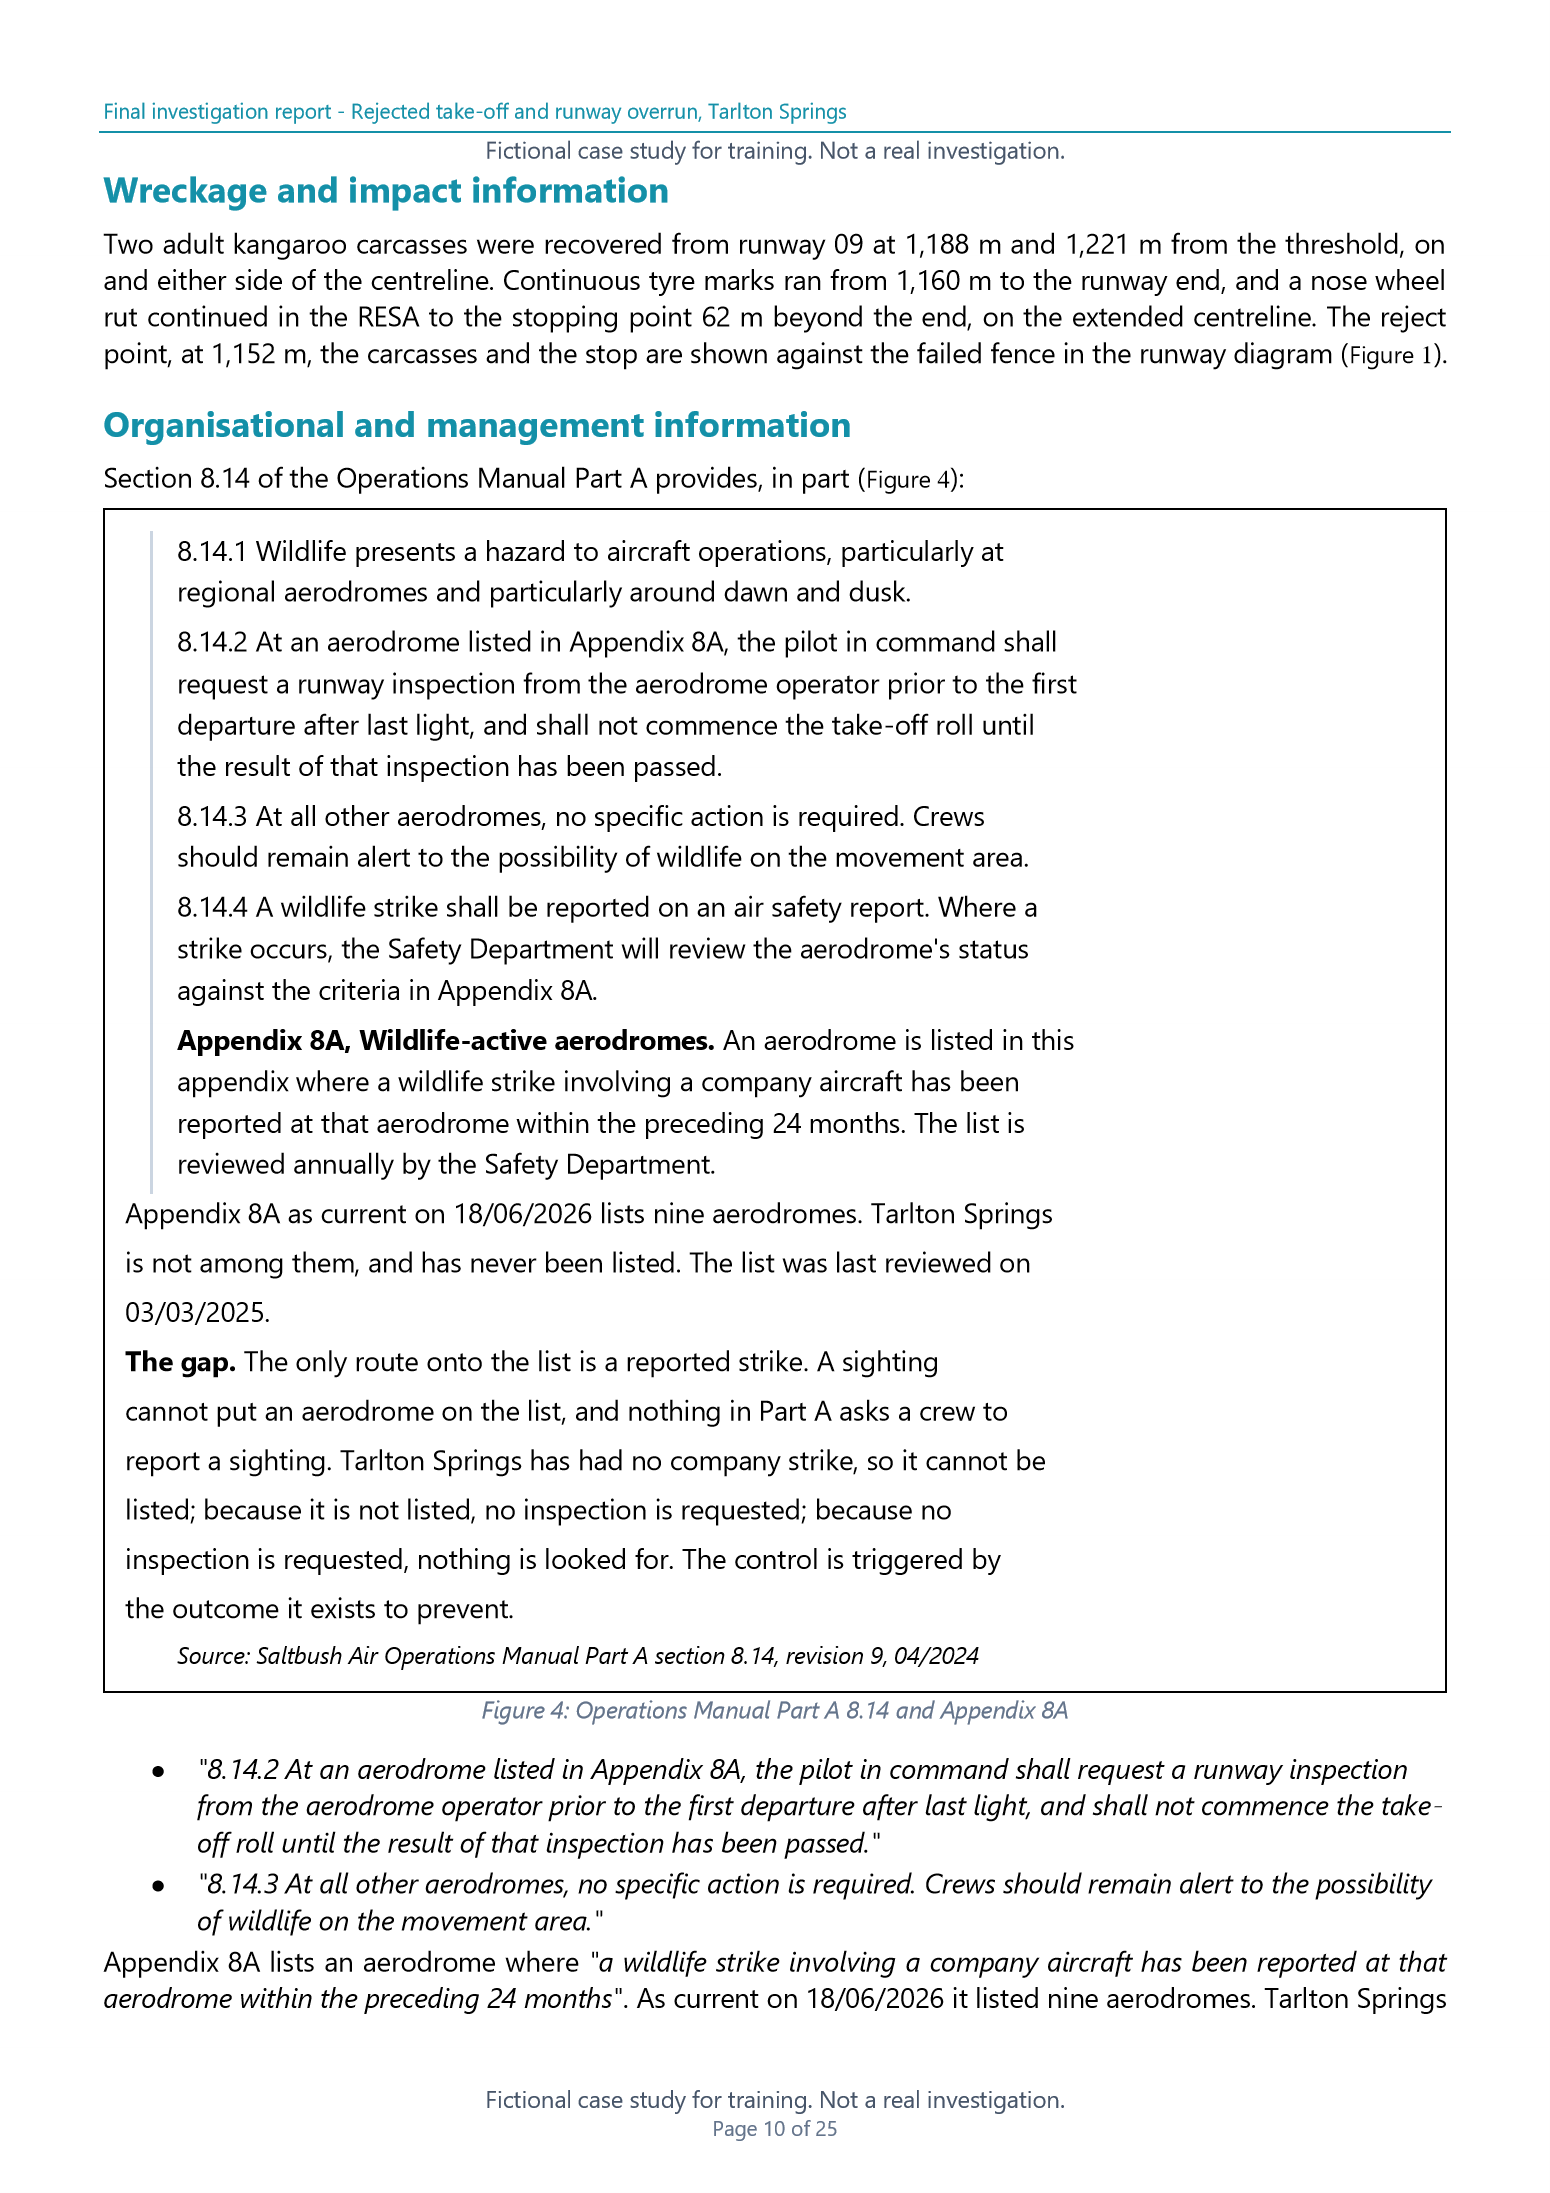 Final investigation report - Rejected take-off and runway overrun, Tarlton Springs
Fictional case study for training. Not a real investigation.
Wreckage and impact information
Two adult kangaroo carcasses were recovered from runway 09 at 1,188 m and 1,221 m from the threshold, on
and either side of the centreline. Continuous tyre marks ran from 1,160 m to the runway end, and a nose wheel
rut continued in the RESA to the stopping point 62 m beyond the end, on the extended centreline. The reject
point, at 1,152 m, the carcasses and the stop are shown against the failed fence in the runway diagram (Figure 1).
Organisational and management information
Section 8.14 of the Operations Manual Part A provides, in part (Figure 4):
8.14.1 Wildlife presents a hazard to aircraft operations, particularly at
regional aerodromes and particularly around dawn and dusk.
8.14.2 At an aerodrome listed in Appendix 8A, the pilot in command shall
request a runway inspection from the aerodrome operator prior to the first
departure after last light, and shall not commence the take-off roll until
the result of that inspection has been passed.
8.14.3 At all other aerodromes, no specific action is required. Crews
should remain alert to the possibility of wildlife on the movement area.
8.14.4 A wildlife strike shall be reported on an air safety report. Where a
strike occurs, the Safety Department will review the aerodrome's status
against the criteria in Appendix 8A.
Appendix 8A, Wildlife-active aerodromes. An aerodrome is listed in this
appendix where a wildlife strike involving a company aircraft has been
reported at that aerodrome within the preceding 24 months. The list is
reviewed annually by the Safety Department.
Appendix 8A as current on 18/06/2026 lists nine aerodromes. Tarlton Springs
is not among them, and has never been listed. The list was last reviewed on
03/03/2025.
The gap. The only route onto the list is a reported strike. A sighting
cannot put an aerodrome on the list, and nothing in Part A asks a crew to
report a sighting. Tarlton Springs has had no company strike, so it cannot be
listed; because it is not listed, no inspection is requested; because no
inspection is requested, nothing is looked for. The control is triggered by
the outcome it exists to prevent.
Source: Saltbush Air Operations Manual Part A section 8.14, revision 9, 04/2024
Figure 4: Operations Manual Part A 8.14 and Appendix 8A
● "8.14.2 At an aerodrome listed in Appendix 8A, the pilot in command shall request a runway inspection
from the aerodrome operator prior to the first departure after last light, and shall not commence the take-
off roll until the result of that inspection has been passed."
● "8.14.3 At all other aerodromes, no specific action is required. Crews should remain alert to the possibility
of wildlife on the movement area."
Appendix 8A lists an aerodrome where "a wildlife strike involving a company aircraft has been reported at that
aerodrome within the preceding 24 months". As current on 18/06/2026 it listed nine aerodromes. Tarlton Springs
Fictional case study for training. Not a real investigation.
Page 10 of 25